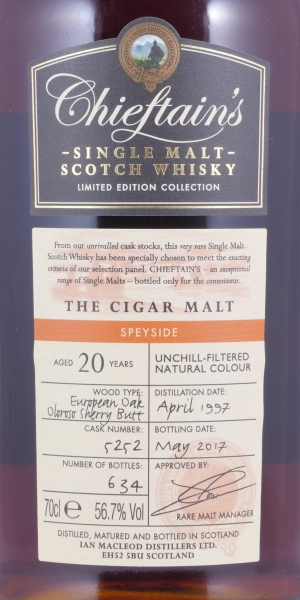 Chieftain's
-SINGLE MALT-
SCOTCH WHISKY
LIMITED EDITION COLLECTION
From our unrivalled cask stocks, this very rare Single Malt
Scotch Whisky has been specially chosen to meet the exacting
criteria of our selection panel. CHIEFTAIN'S – an exceptional
range of Single Malts – bottled only for the connoisseur.
THE CIGAR MALT
SPEYSIDE
AGED 20 YEARS
UNCHILL-FILTERED
NATURAL COLOUR
WOOD TYPE:
European Oak
Oloroso Sherry Butt
DISTILLATION DATE:
April 1997
CASK NUMBER:
5252
BOTTLING DATE:
May 2017
NUMBER OF BOTTLES:
634
APPROVED BY:
70cl e 56.7% Vol
RARE MALT MANAGER
DISTILLED, MATURED AND BOTTLED IN SCOTLAND
IAN MACLEOD DISTILLERS LTD.
EH52 5BU SCOTLAND